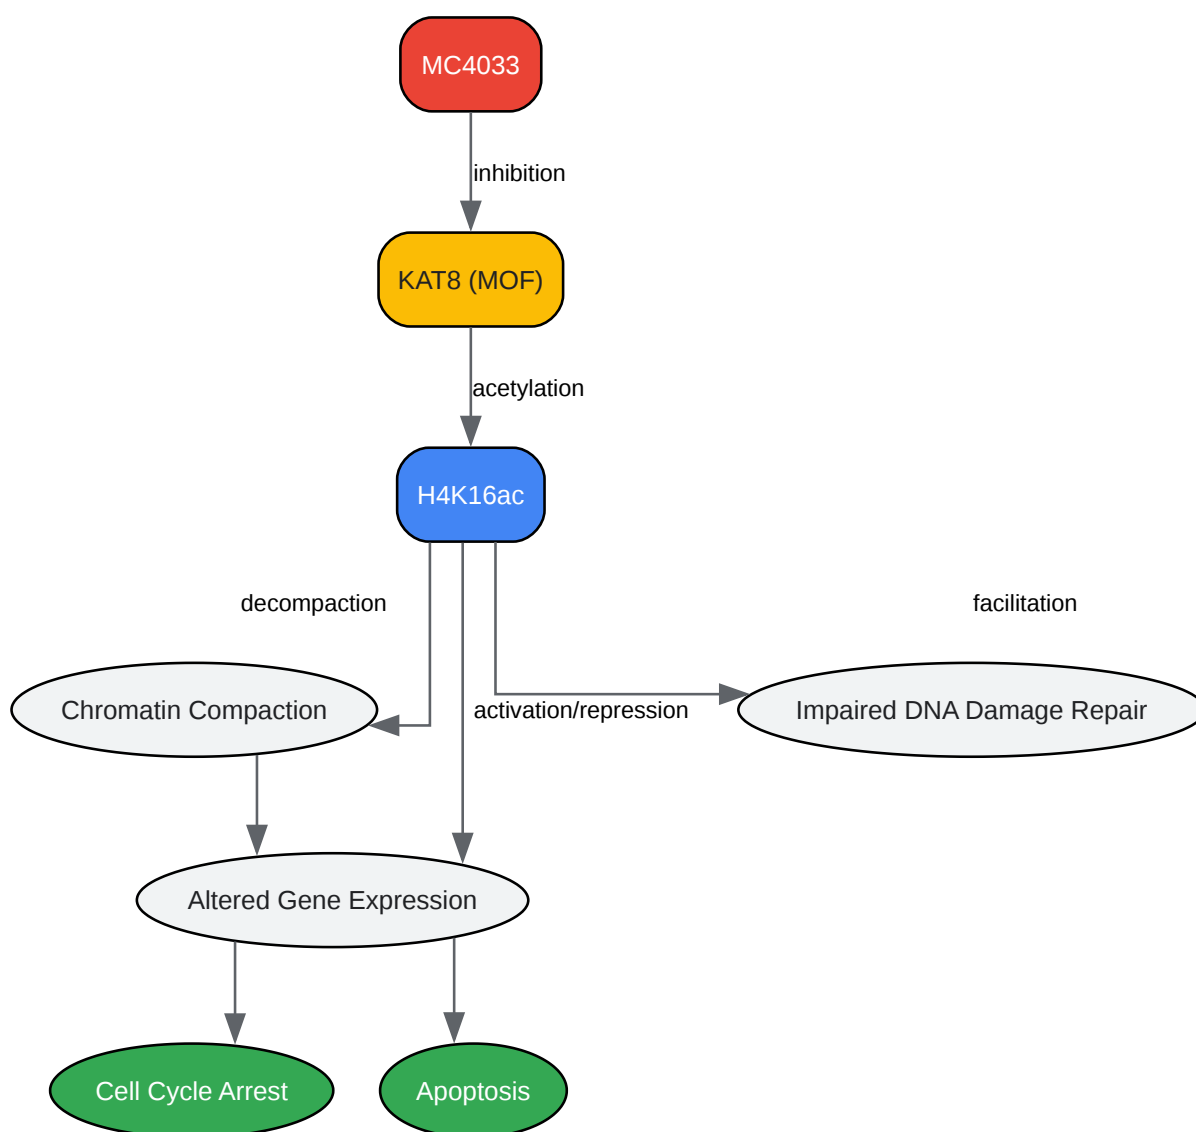 MC4033
inhibition
KAT8 (MOF)
acetylation
H4K16ac
decompaction
facilitation
Chromatin Compaction
activation/repression
Impaired DNA Damage Repair
Altered Gene Expression
Cell Cycle Arrest
Apoptosis